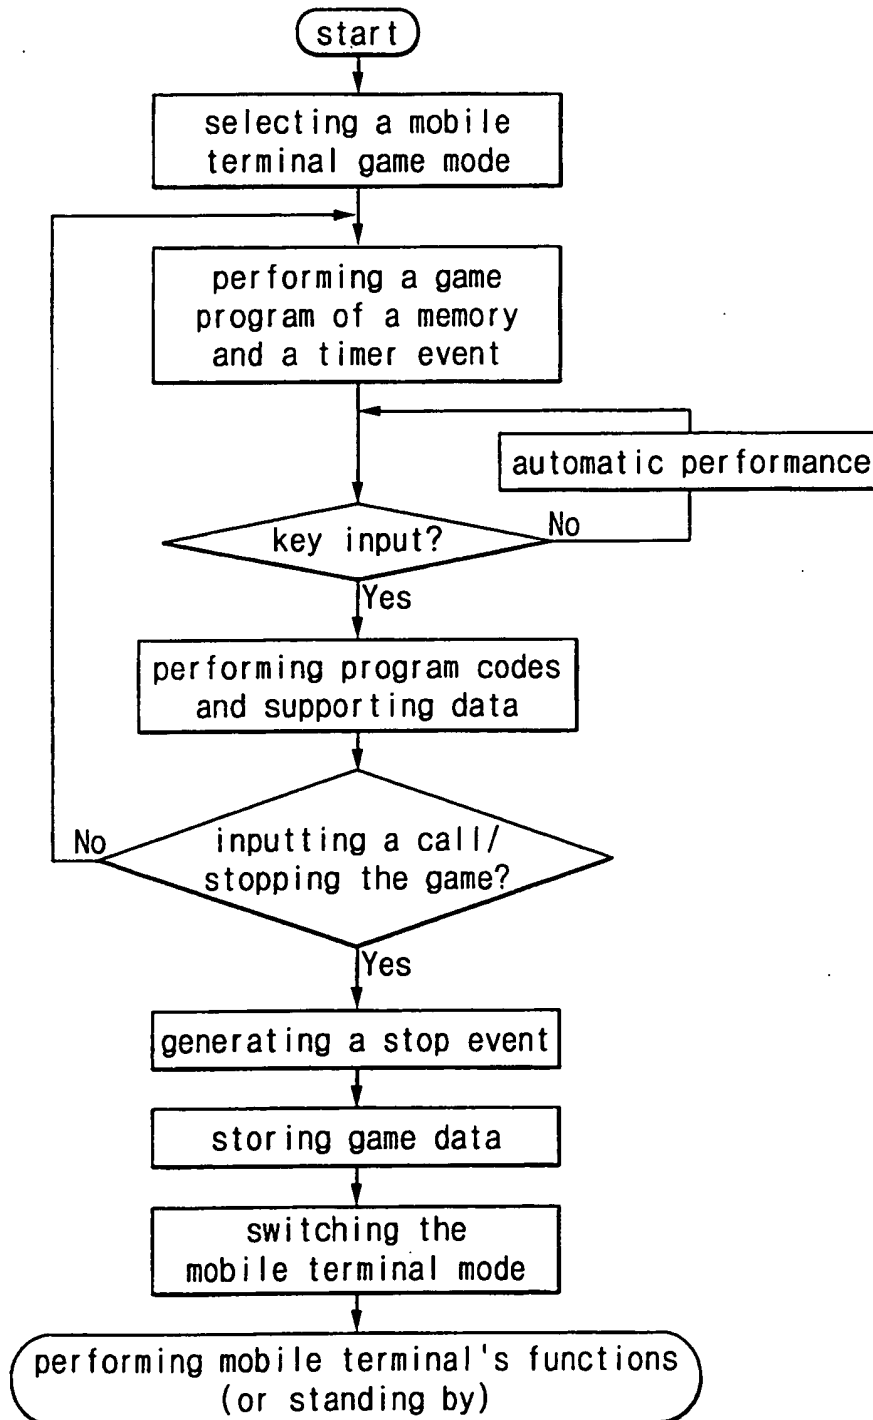 start
selecting a mobile
terminal game mode
performing a game
program of a memory
and a timer event
automatic performance
key input?
No
Yes
performing program codes
and supporting data
No
inputting a call/
stopping the game?
Yes
generating a stop event
storing game data
switching the
mobile terminal mode
performing mobile terminal's functions
(or standing by)